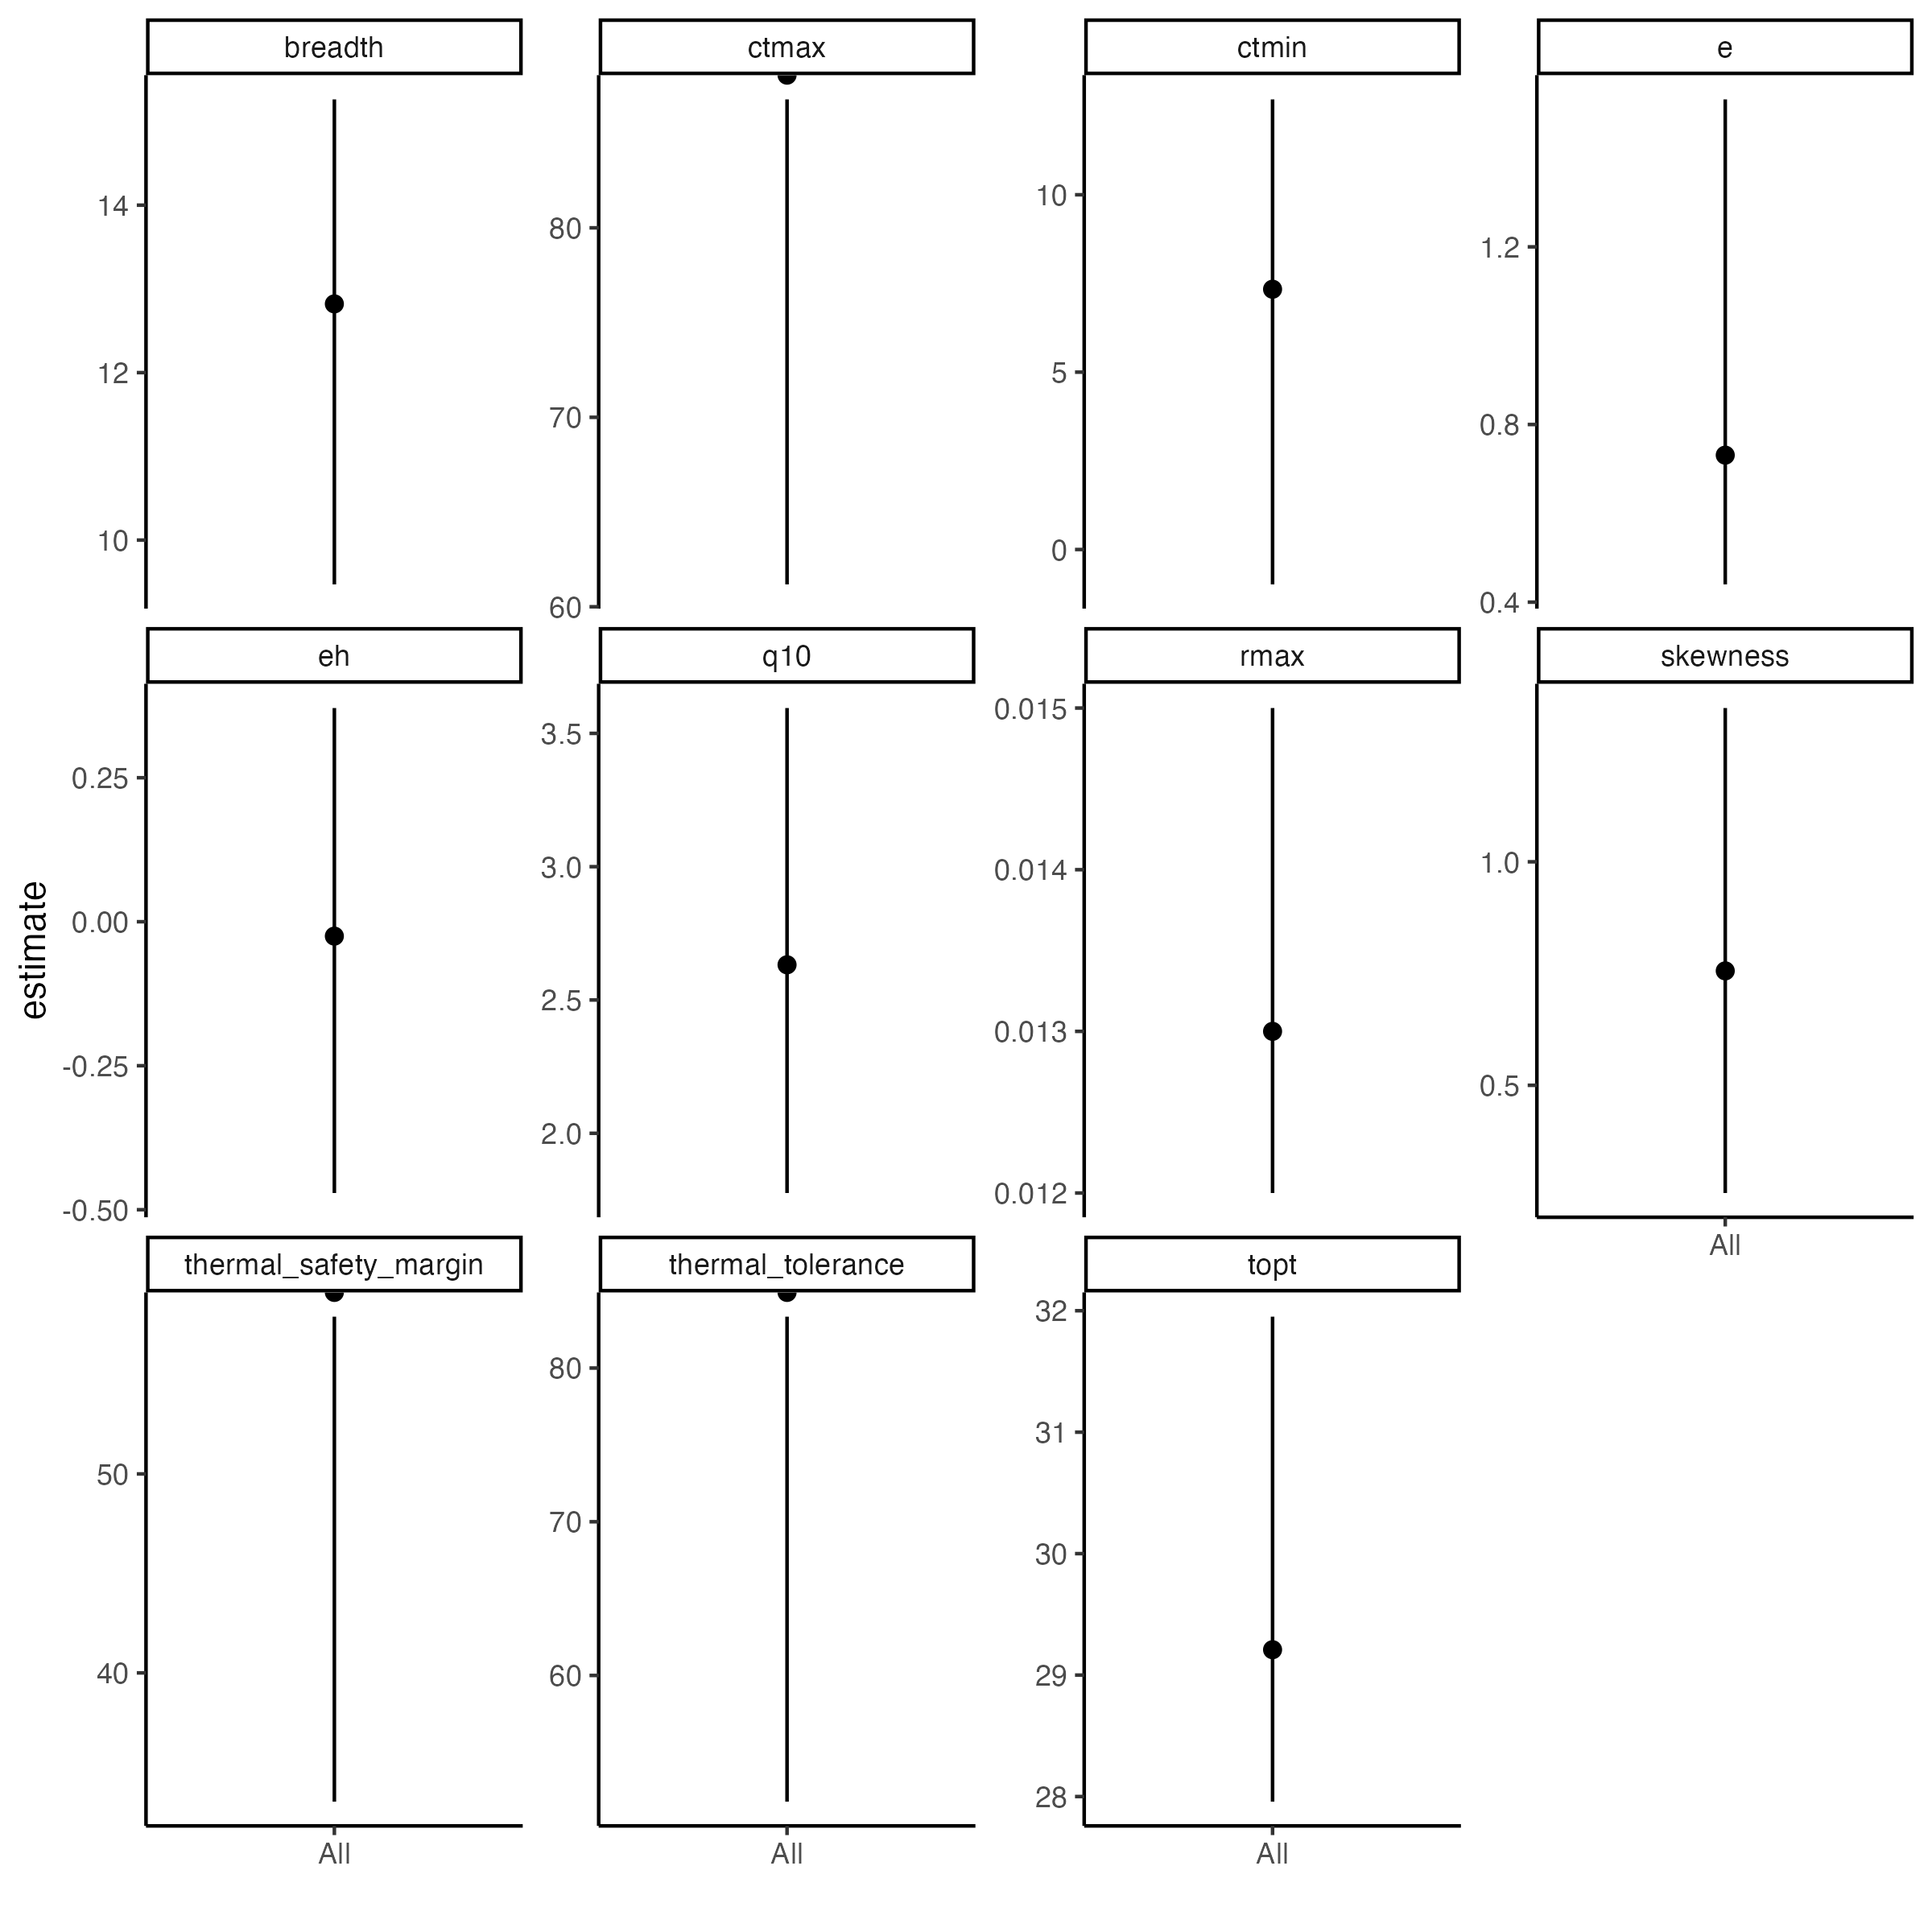 breadth
ctmax
ctmin
e
14
12
10
80
70
60
10
5
0
1.2
0.8
0.4
eh
q10
rmax
skewness
0.25
0.00
-0.25
-0.50
3.5
3.0
2.5
2.0
0.015
0.014
0.013
0.012
1.0
0.5
All
estimate
thermal_safety_margin
thermal_tolerance
topt
50
40
80
70
60
32
31
30
29
28
All
All
All